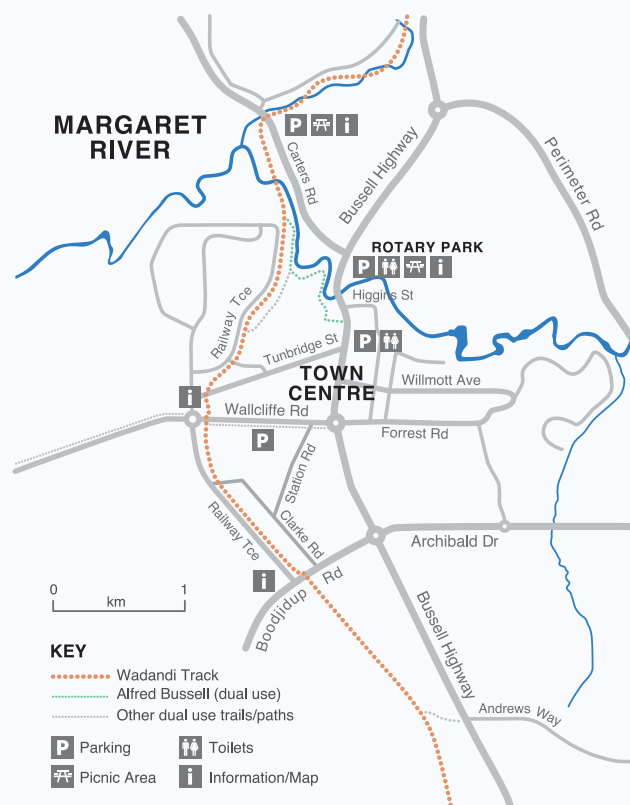 MARGARET
RIVER
P i
Carters Rd
Bussell Highway
Perimeter Rd
ROTARY PARK
P i
Higgins St
P
Railway Tce
Tunbridge St
TOWN
CENTRE
Willmott Ave
i
Wallcliffe Rd
P
Forrest Rd
Station Rd
Railway Tce
Clarke Rd
Archibald Dr
i
Boodjidup Rd
Bussell Highway
Andrews Way
0 1
km
KEY
Wadandi Track
Alfred Bussell (dual use)
Other dual use trails/paths
P Parking
Toilets
Picnic Area
i Information/Map